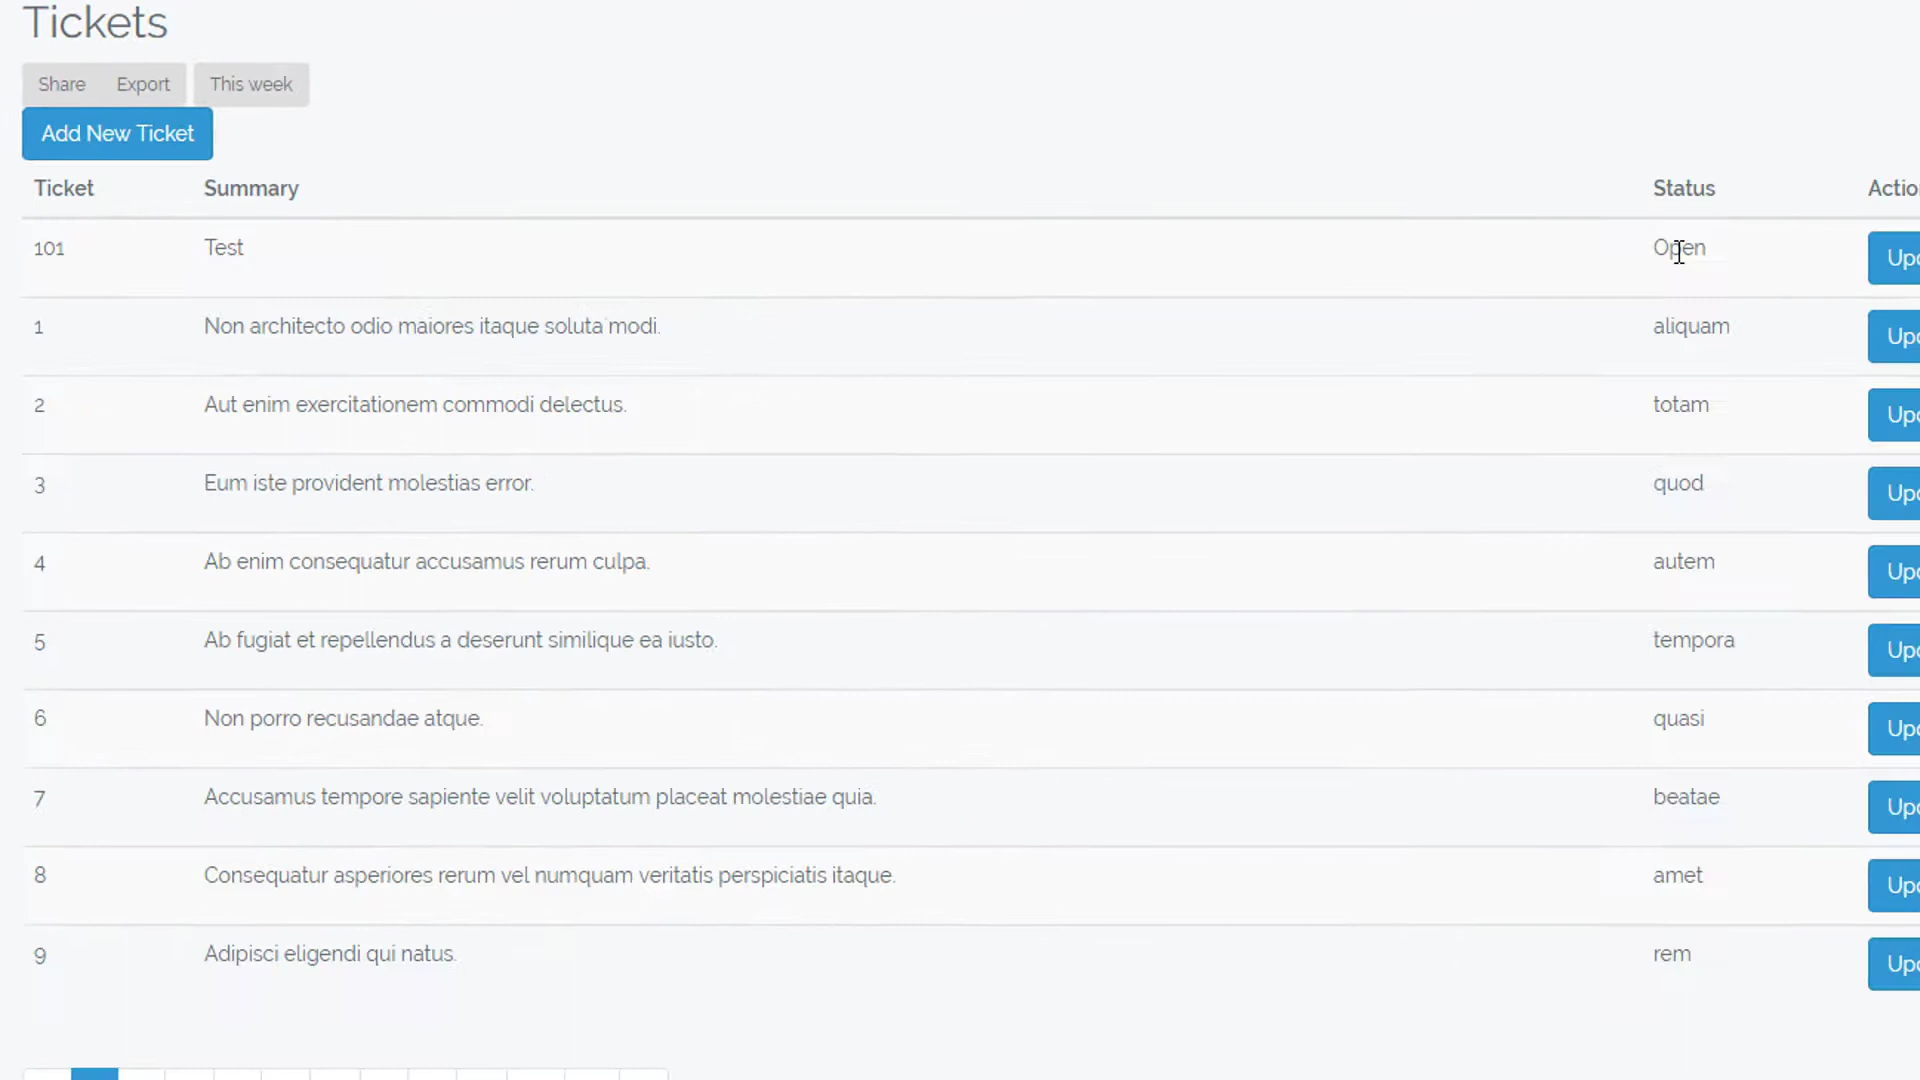 Tickets
Share Export This week
Add New Ticket
Ticket Summary Status
101 Test Open
1 Non architecto odio maiores itaque soluta modi. aliquam
2 Aut enim exercitationem commodi delectus. totam
3 Eum iste provident molestias error. quod
4 Ab enim consequatur accusamus rerum culpa. autem
5 Ab fugiat et repellendus a deserunt similique ea iusto. tempora
6 Non porro recusandae atque. quasi
7 Accusamus tempore sapiente velit voluptatum placeat molestiae quia. beatae
8 Consequatur asperiores rerum vel numquam veritatis perspiciatis itaque. amet
9 Adipisci eligendi qui natus. rem